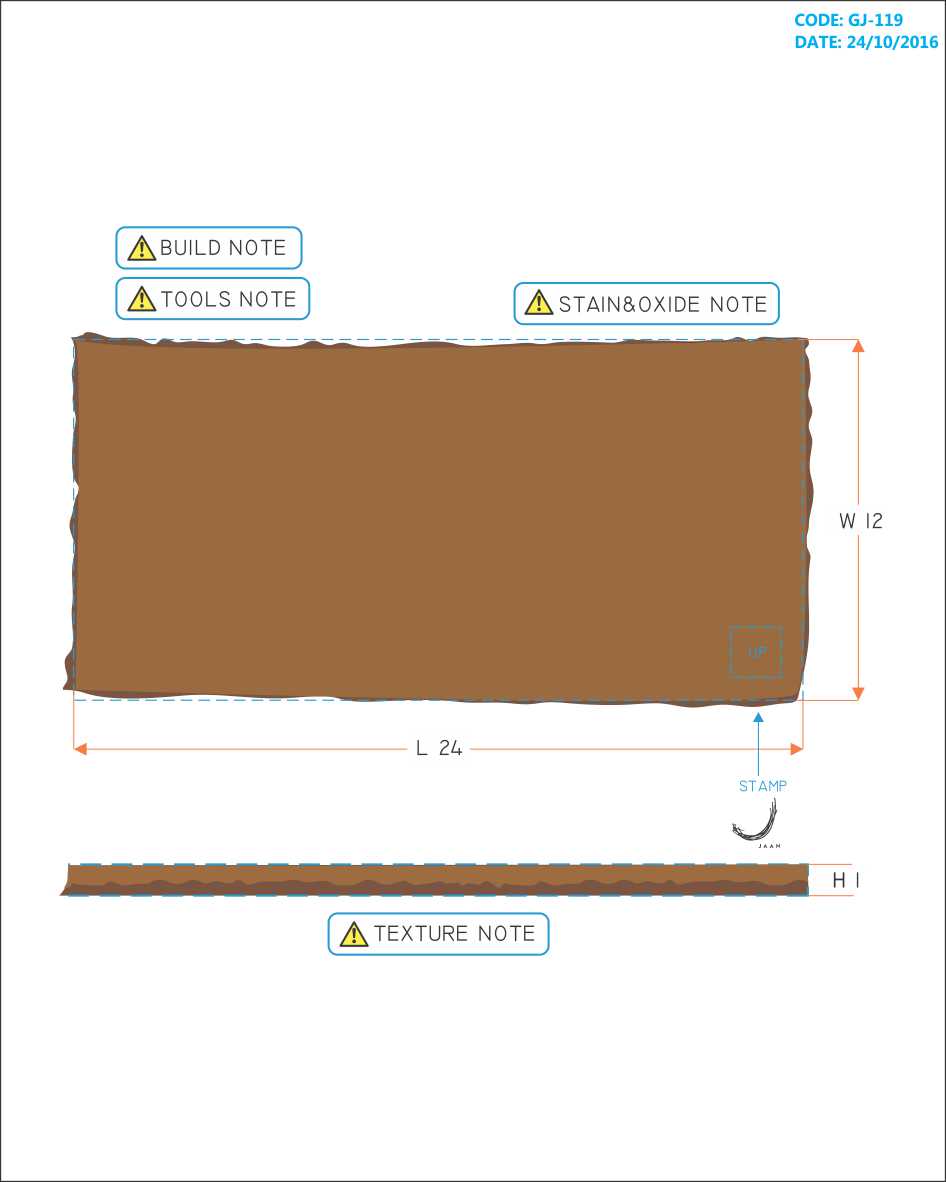 CODE: GJ-119
DATE: 24/10/2016
BUILD NOTE
TOOLS NOTE
STAIN&OXIDE NOTE
W 12
UP
L 24
STAMP
JAAM
H 1
TEXTURE NOTE